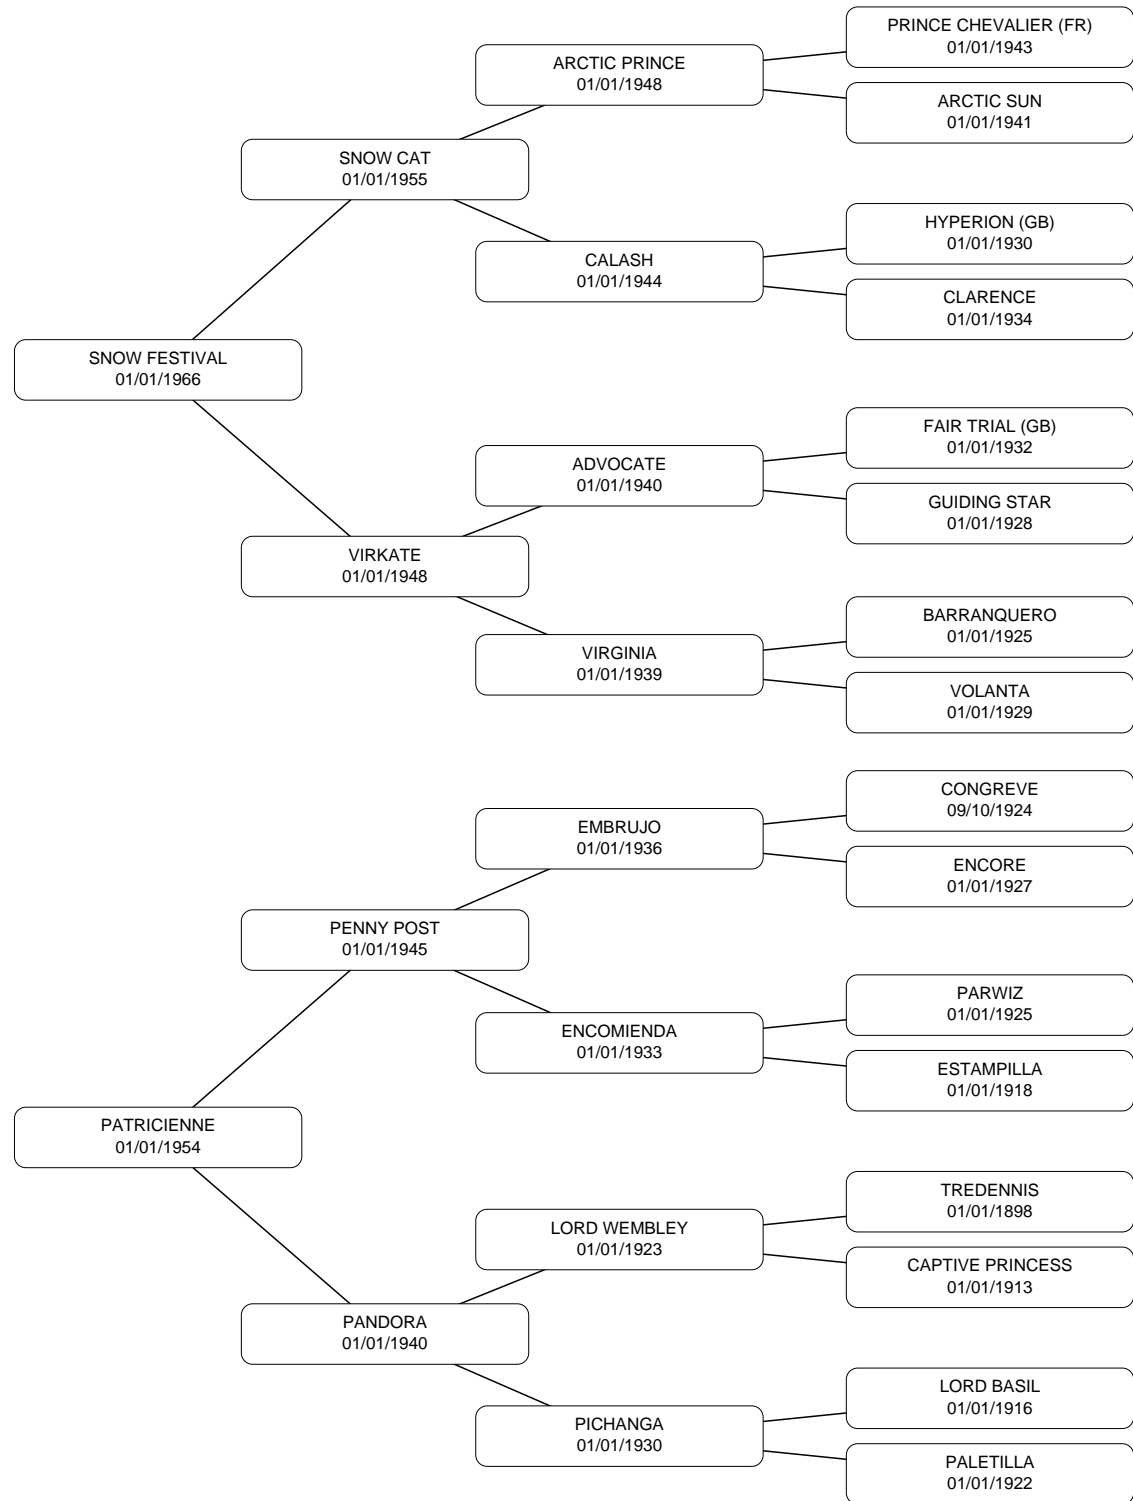 PRINCE CHEVALIER (FR)
01/01/1943
ARCTIC PRINCE
01/01/1948
ARCTIC SUN
01/01/1941
SNOW CAT
01/01/1955
HYPERION (GB)
01/01/1930
CALASH
01/01/1944
CLARENCE
01/01/1934
SNOW FESTIVAL
01/01/1966
FAIR TRIAL (GB)
01/01/1932
ADVOCATE
01/01/1940
GUIDING STAR
01/01/1928
VIRKATE
01/01/1948
BARRANQUERO
01/01/1925
VIRGINIA
01/01/1939
VOLANTA
01/01/1929
CONGREVE
09/10/1924
EMBRUJO
01/01/1936
ENCORE
01/01/1927
PENNY POST
01/01/1945
PARWIZ
01/01/1925
ENCOMIENDA
01/01/1933
ESTAMPILLA
01/01/1918
PATRICIENNE
01/01/1954
TREDENNIS
01/01/1898
LORD WEMBLEY
01/01/1923
CAPTIVE PRINCESS
01/01/1913
PANDORA
01/01/1940
LORD BASIL
01/01/1916
PICHANGA
01/01/1930
PALETILLA
01/01/1922